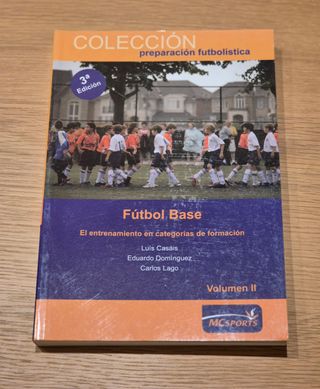 COLECCIÓN
preparación futbolística
3ª
Edición
Fútbol Base
El entrenamiento en categorías de formación
Luis Casáis
Eduardo Domínguez
Carlos Lago
Volumen II
MCSPORTS